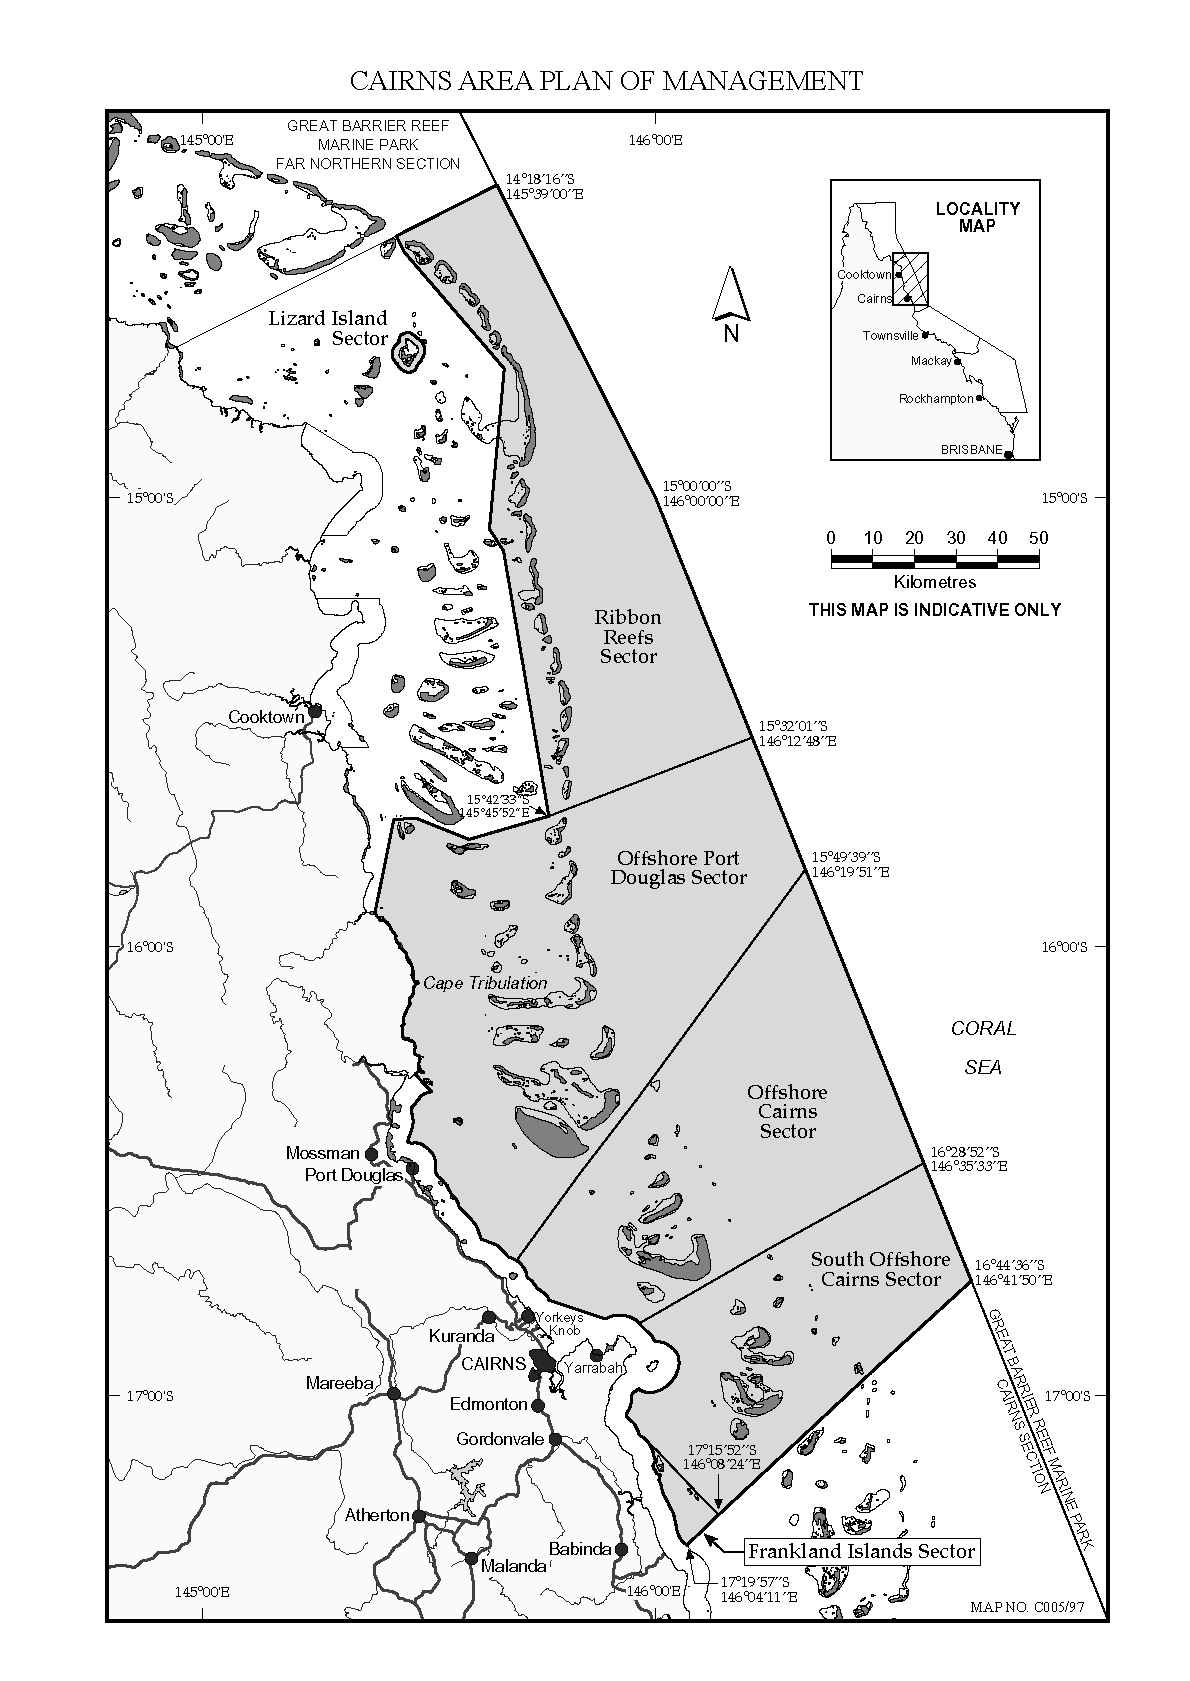 CAIRNS AREA PLAN OF MANAGEMENT
145°00'E
GREAT BARRIER REEF
MARINE PARK
FAR NORTHERN SECTION
146°00'E
14°18'16"S
145°39'00"E
LOCALITY
MAP
Cooktown
Cairns
Townsville
Mackay
Rockhampton
BRISBANE
N
Lizard Island
Sector
15°00'S
15°00'00"S
146°00'00"E
15°00'S
0 10 20 30 40 50
Kilometres
THIS MAP IS INDICATIVE ONLY
Ribbon
Reefs
Sector
Cooktown
15°32'01"S
146°12'48"E
15°42'33"S
145°45'52"E
Offshore Port
Douglas Sector
15°49'39"S
146°19'51"E
16°00'S
16°00'S
Cape Tribulation
CORAL
SEA
Offshore
Cairns
Sector
Mossman
Port Douglas
16°28'52"S
146°35'33"E
South Offshore
Cairns Sector
16°44'36"S
146°41'50"E
Yorkeys
Knob
Kuranda
CAIRNS
Yarrabah
Mareeba
17°00'S
17°00'S
Edmonton
Gordonvale
17°15'52"S
146°08'24"E
GREAT BARRIER REEF MARINE PARK
CAIRNS SECTION
Atherton
Babinda
Malanda
Frankland Islands Sector
145°00'E
146°00'E
17°19'57"S
146°04'11"E
MAP NO. C005/97